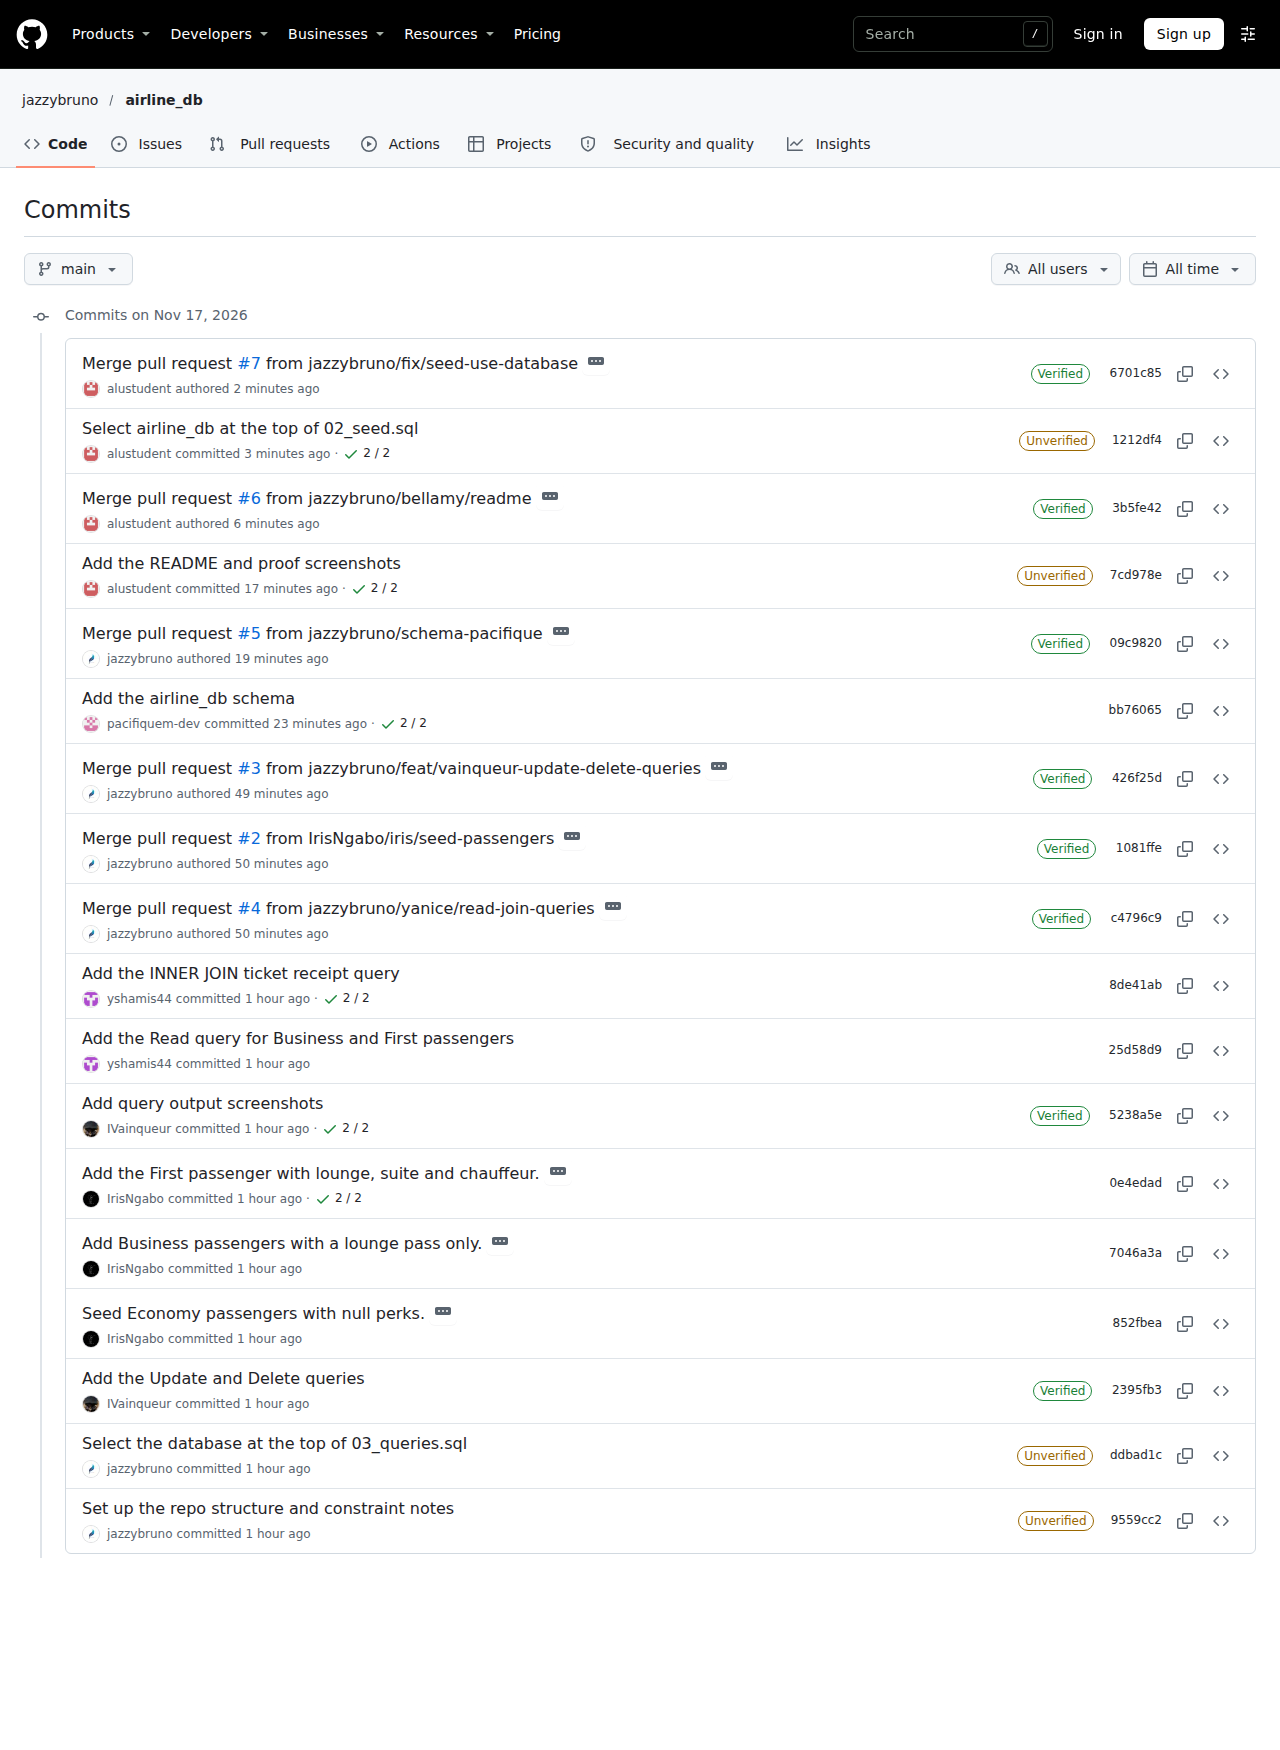 Products Developers Businesses Resources Pricing Search / Sign in Sign up
jazzybruno / airline_db
Code Issues Pull requests Actions Projects Security and quality Insights
Commits
main All users All time
Commits on Nov 17, 2026
Merge pull request #7 from jazzybruno/fix/seed-use-database
alustudent authored 2 minutes ago
Verified 6701c85
Select airline_db at the top of 02_seed.sql
alustudent committed 3 minutes ago · 2 / 2
Unverified 1212df4
Merge pull request #6 from jazzybruno/bellamy/readme
alustudent authored 6 minutes ago
Verified 3b5fe42
Add the README and proof screenshots
alustudent committed 17 minutes ago · 2 / 2
Unverified 7cd978e
Merge pull request #5 from jazzybruno/schema-pacifique
jazzybruno authored 19 minutes ago
Verified 09c9820
Add the airline_db schema
pacifiquem-dev committed 23 minutes ago · 2 / 2
bb76065
Merge pull request #3 from jazzybruno/feat/vainqueur-update-delete-queries
jazzybruno authored 49 minutes ago
Verified 426f25d
Merge pull request #2 from IrisNgabo/iris/seed-passengers
jazzybruno authored 50 minutes ago
Verified 1081ffe
Merge pull request #4 from jazzybruno/yanice/read-join-queries
jazzybruno authored 50 minutes ago
Verified c4796c9
Add the INNER JOIN ticket receipt query
yshamis44 committed 1 hour ago · 2 / 2
8de41ab
Add the Read query for Business and First passengers
yshamis44 committed 1 hour ago
25d58d9
Add query output screenshots
IVainqueur committed 1 hour ago · 2 / 2
Verified 5238a5e
Add the First passenger with lounge, suite and chauffeur.
IrisNgabo committed 1 hour ago · 2 / 2
0e4edad
Add Business passengers with a lounge pass only.
IrisNgabo committed 1 hour ago
7046a3a
Seed Economy passengers with null perks.
IrisNgabo committed 1 hour ago
852fbea
Add the Update and Delete queries
IVainqueur committed 1 hour ago
Verified 2395fb3
Select the database at the top of 03_queries.sql
jazzybruno committed 1 hour ago
Unverified ddbad1c
Set up the repo structure and constraint notes
jazzybruno committed 1 hour ago
Unverified 9559cc2